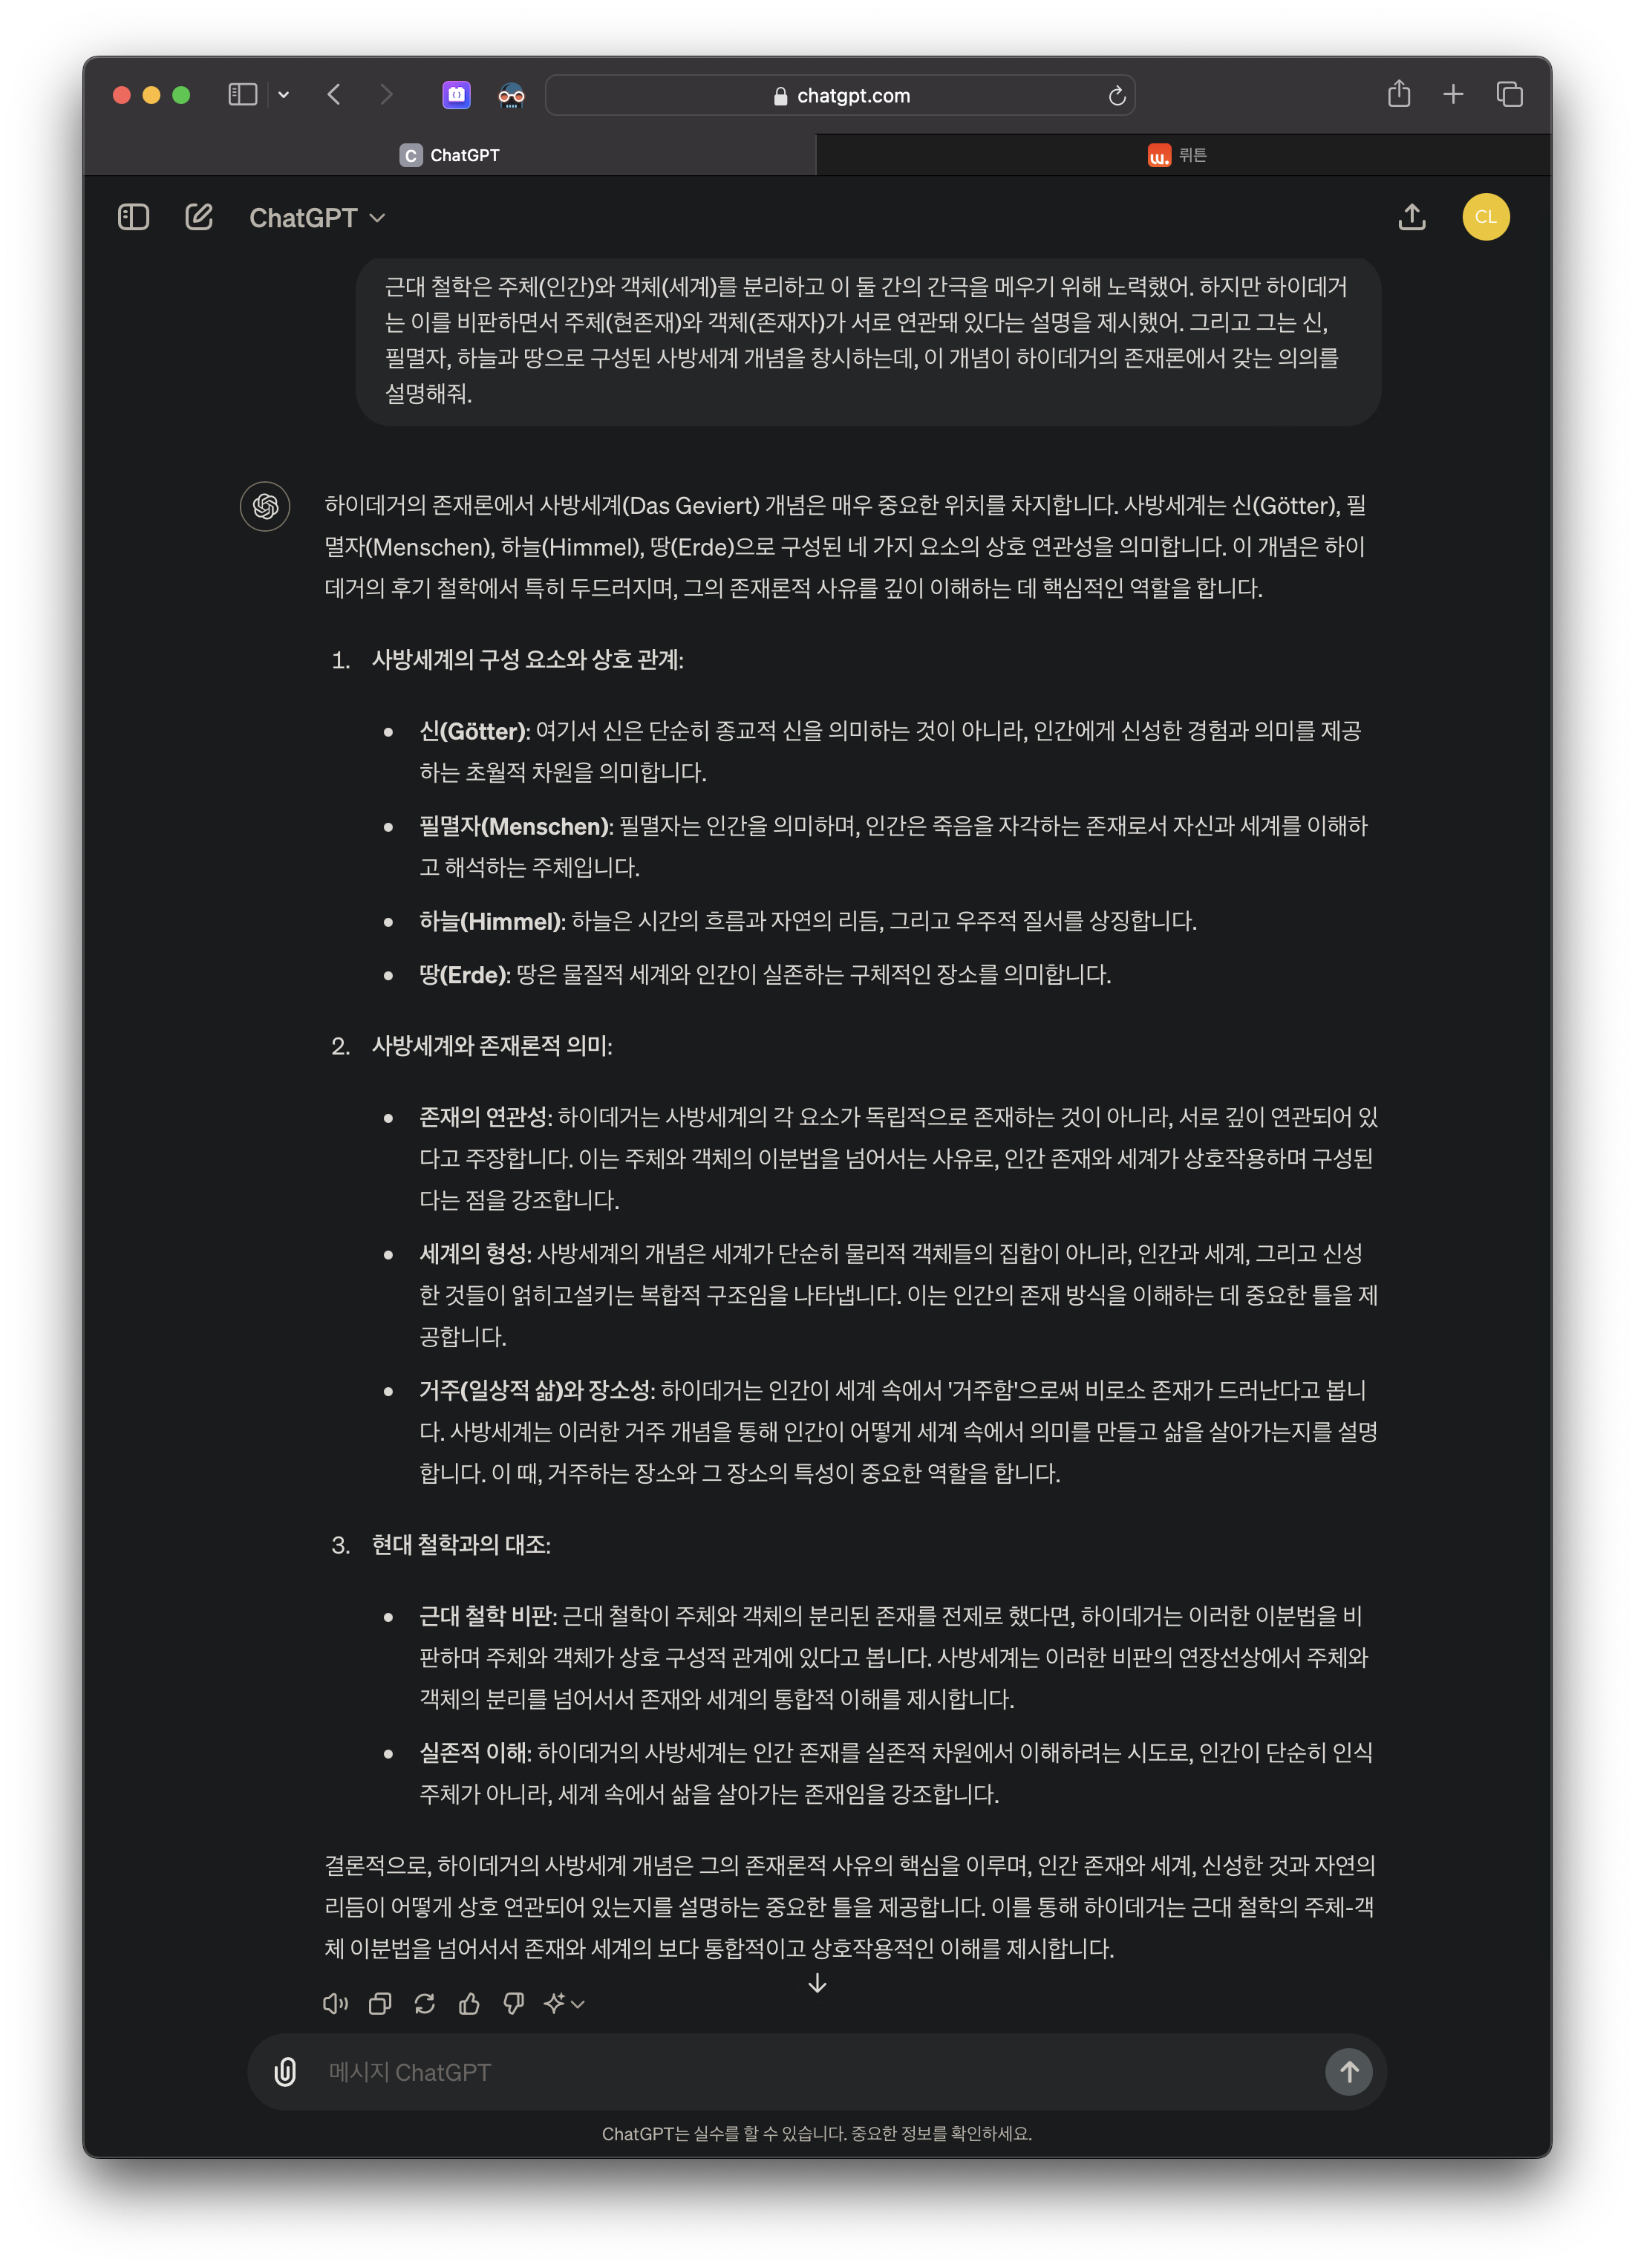 chatgpt.com
C ChatGPT
w. 뤼튼
ChatGPT
CL
근대 철학은 주체(인간)와 객체(세계)를 분리하고 이 둘 간의 간극을 메우기 위해 노력했어. 하지만 하이데거
는 이를 비판하면서 주체(현존재)와 객체(존재자)가 서로 연관돼 있다는 설명을 제시했어. 그리고 그는 신,
필멸자, 하늘과 땅으로 구성된 사방세계 개념을 창시하는데, 이 개념이 하이데거의 존재론에서 갖는 의의를
설명해줘.
하이데거의 존재론에서 사방세계(Das Geviert) 개념은 매우 중요한 위치를 차지합니다. 사방세계는 신(Götter), 필
멸자(Menschen), 하늘(Himmel), 땅(Erde)으로 구성된 네 가지 요소의 상호 연관성을 의미합니다. 이 개념은 하이
데거의 후기 철학에서 특히 두드러지며, 그의 존재론적 사유를 깊이 이해하는 데 핵심적인 역할을 합니다.
1. 사방세계의 구성 요소와 상호 관계:
• 신(Götter): 여기서 신은 단순히 종교적 신을 의미하는 것이 아니라, 인간에게 신성한 경험과 의미를 제공
하는 초월적 차원을 의미합니다.
• 필멸자(Menschen): 필멸자는 인간을 의미하며, 인간은 죽음을 자각하는 존재로서 자신과 세계를 이해하
고 해석하는 주체입니다.
• 하늘(Himmel): 하늘은 시간의 흐름과 자연의 리듬, 그리고 우주적 질서를 상징합니다.
• 땅(Erde): 땅은 물질적 세계와 인간이 실존하는 구체적인 장소를 의미합니다.
2. 사방세계와 존재론적 의미:
• 존재의 연관성: 하이데거는 사방세계의 각 요소가 독립적으로 존재하는 것이 아니라, 서로 깊이 연관되어 있
다고 주장합니다. 이는 주체와 객체의 이분법을 넘어서는 사유로, 인간 존재와 세계가 상호작용하며 구성된
다는 점을 강조합니다.
• 세계의 형성: 사방세계의 개념은 세계가 단순히 물리적 객체들의 집합이 아니라, 인간과 세계, 그리고 신성
한 것들이 얽히고설키는 복합적 구조임을 나타냅니다. 이는 인간의 존재 방식을 이해하는 데 중요한 틀을 제
공합니다.
• 거주(일상적 삶)와 장소성: 하이데거는 인간이 세계 속에서 '거주함'으로써 비로소 존재가 드러난다고 봅니
다. 사방세계는 이러한 거주 개념을 통해 인간이 어떻게 세계 속에서 의미를 만들고 삶을 살아가는지를 설명
합니다. 이 때, 거주하는 장소와 그 장소의 특성이 중요한 역할을 합니다.
3. 현대 철학과의 대조:
• 근대 철학 비판: 근대 철학이 주체와 객체의 분리된 존재를 전제로 했다면, 하이데거는 이러한 이분법을 비
판하며 주체와 객체가 상호 구성적 관계에 있다고 봅니다. 사방세계는 이러한 비판의 연장선상에서 주체와
객체의 분리를 넘어서서 존재와 세계의 통합적 이해를 제시합니다.
• 실존적 이해: 하이데거의 사방세계는 인간 존재를 실존적 차원에서 이해하려는 시도로, 인간이 단순히 인식
주체가 아니라, 세계 속에서 삶을 살아가는 존재임을 강조합니다.
결론적으로, 하이데거의 사방세계 개념은 그의 존재론적 사유의 핵심을 이루며, 인간 존재와 세계, 신성한 것과 자연의
리듬이 어떻게 상호 연관되어 있는지를 설명하는 중요한 틀을 제공합니다. 이를 통해 하이데거는 근대 철학의 주체-객
체 이분법을 넘어서서 존재와 세계의 보다 통합적이고 상호작용적인 이해를 제시합니다.
메시지 ChatGPT
ChatGPT는 실수를 할 수 있습니다. 중요한 정보를 확인하세요.